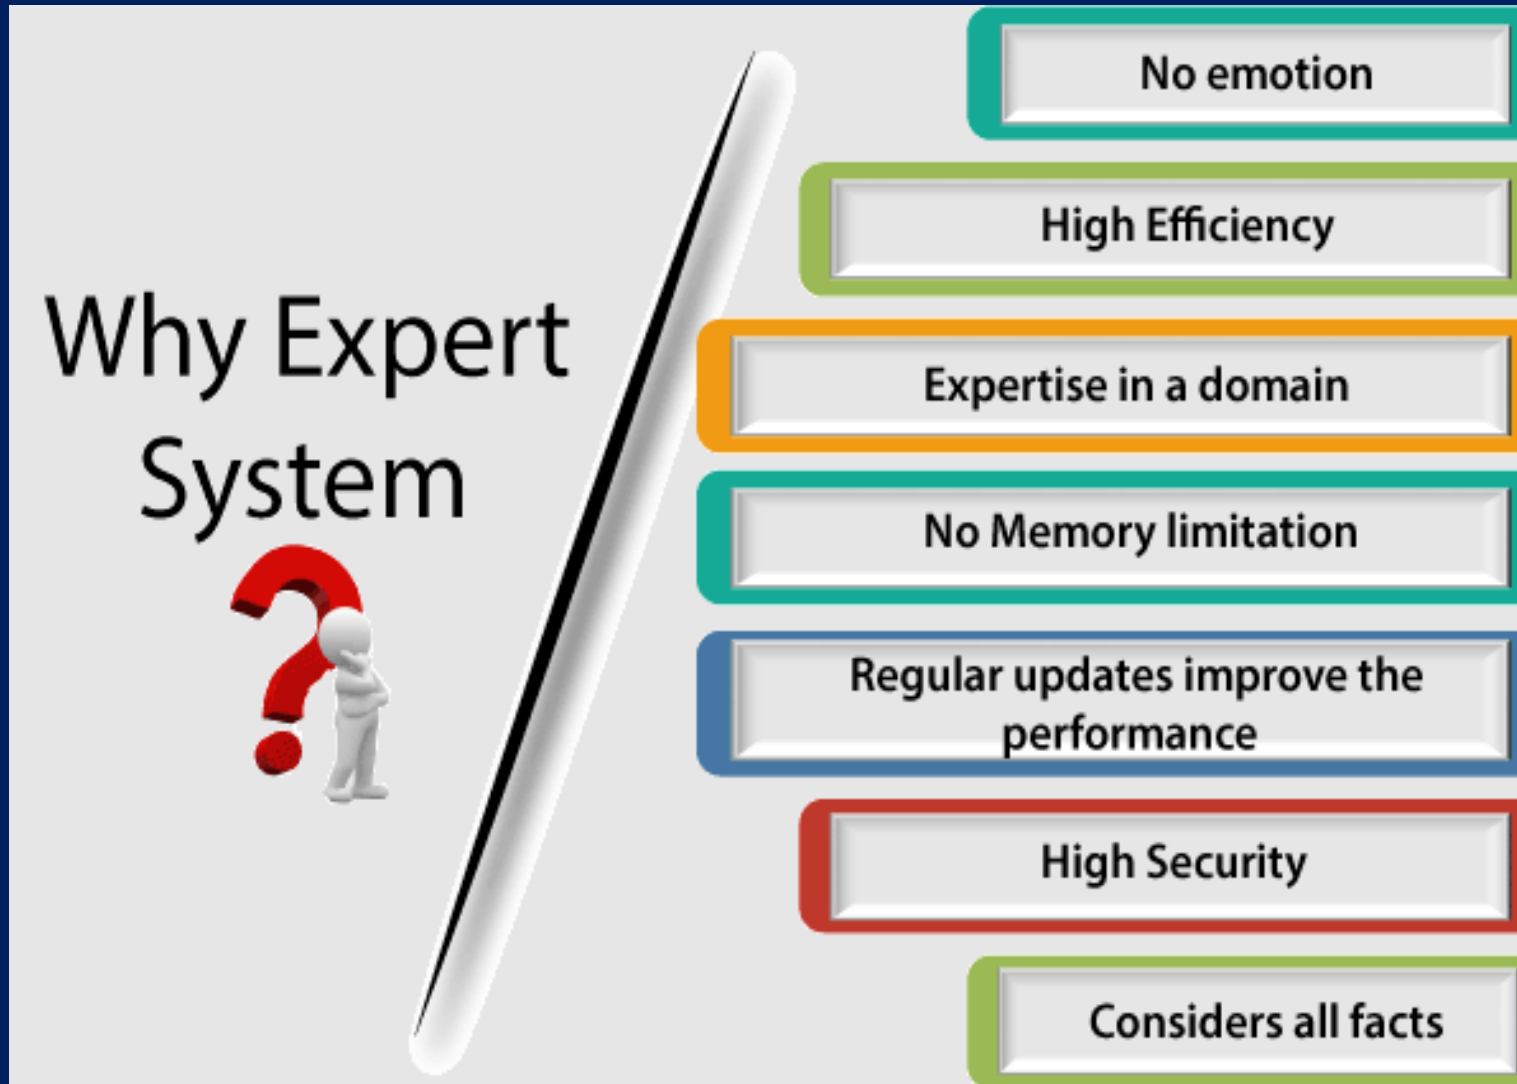 Why Expert
System
No emotion
High Efficiency
Expertise in a domain
No Memory limitation
Regular updates improve the
performance
High Security
Considers all facts